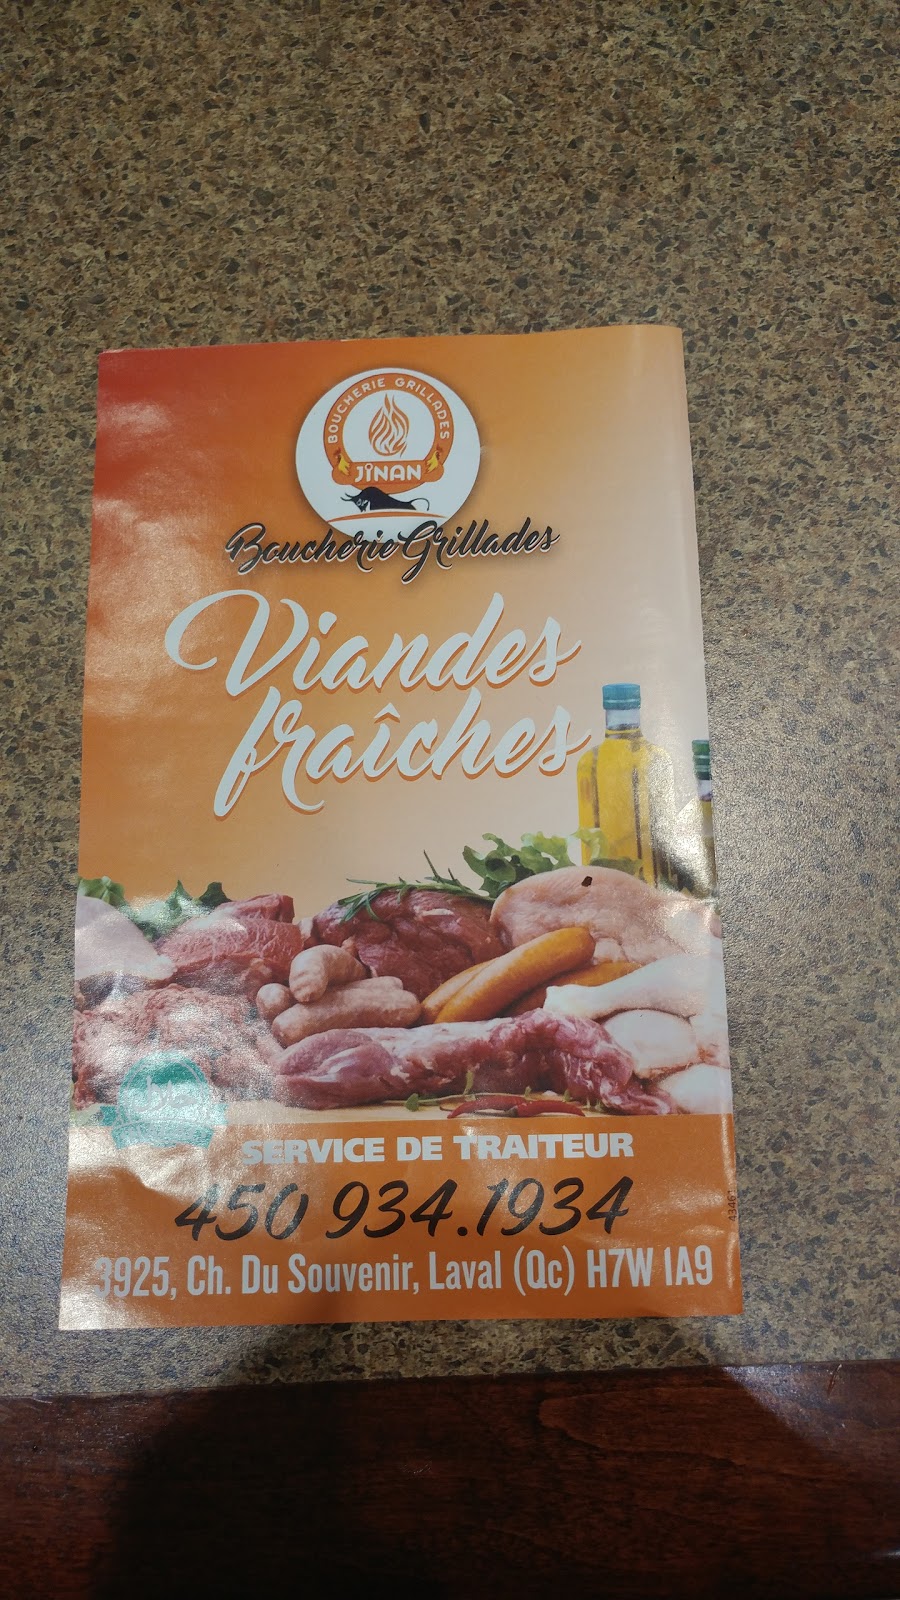 BOUCHERIE GRILLADES
JiNAN
Boucherie Grillades
Viandes
fraîches
حلال
SERVICE DE TRAITEUR
450 934.1934
3925, Ch. Du Souvenir, Laval (Qc) H7W 1A9